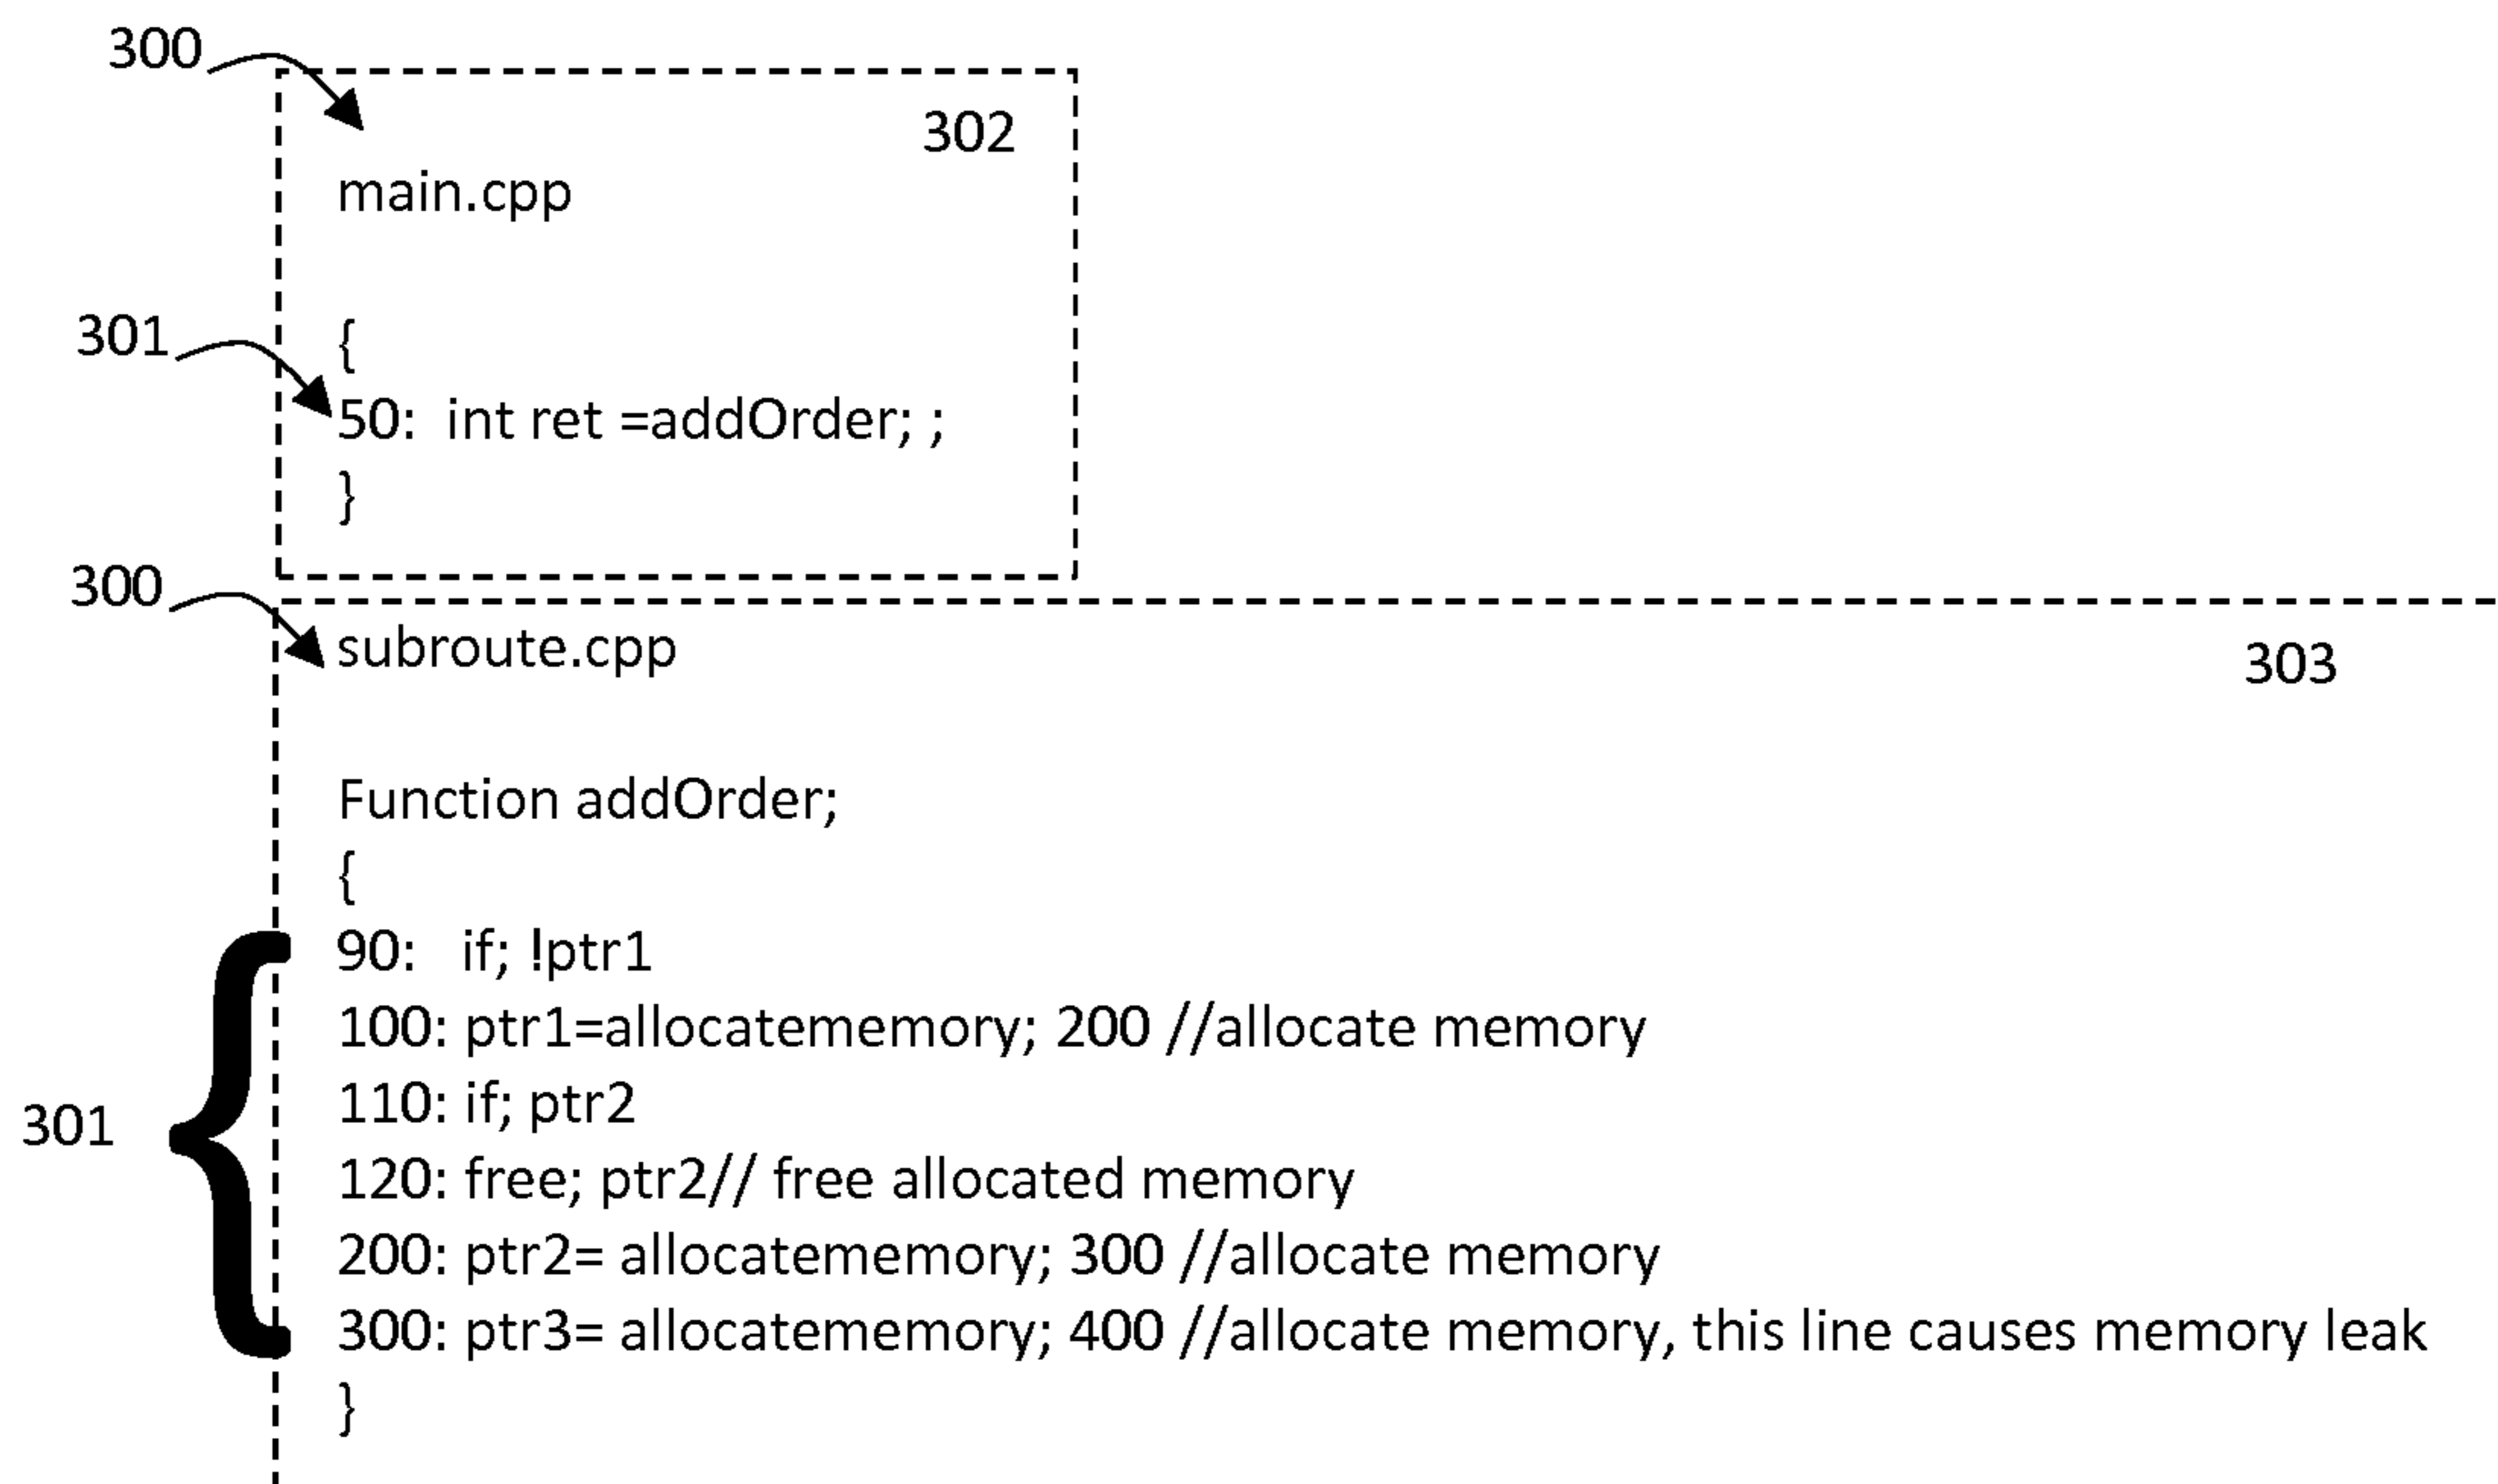 300
302
main.cpp
{
301
50: int ret =addOrder; ;
}
300
subroute.cpp
303
Function addOrder;
{
90: if; !ptr1
100: ptr1=allocatememory; 200 //allocate memory
110: if; ptr2
301
120: free; ptr2// free allocated memory
200: ptr2= allocatememory; 300 //allocate memory
300: ptr3= allocatememory; 400 //allocate memory, this line causes memory leak
}